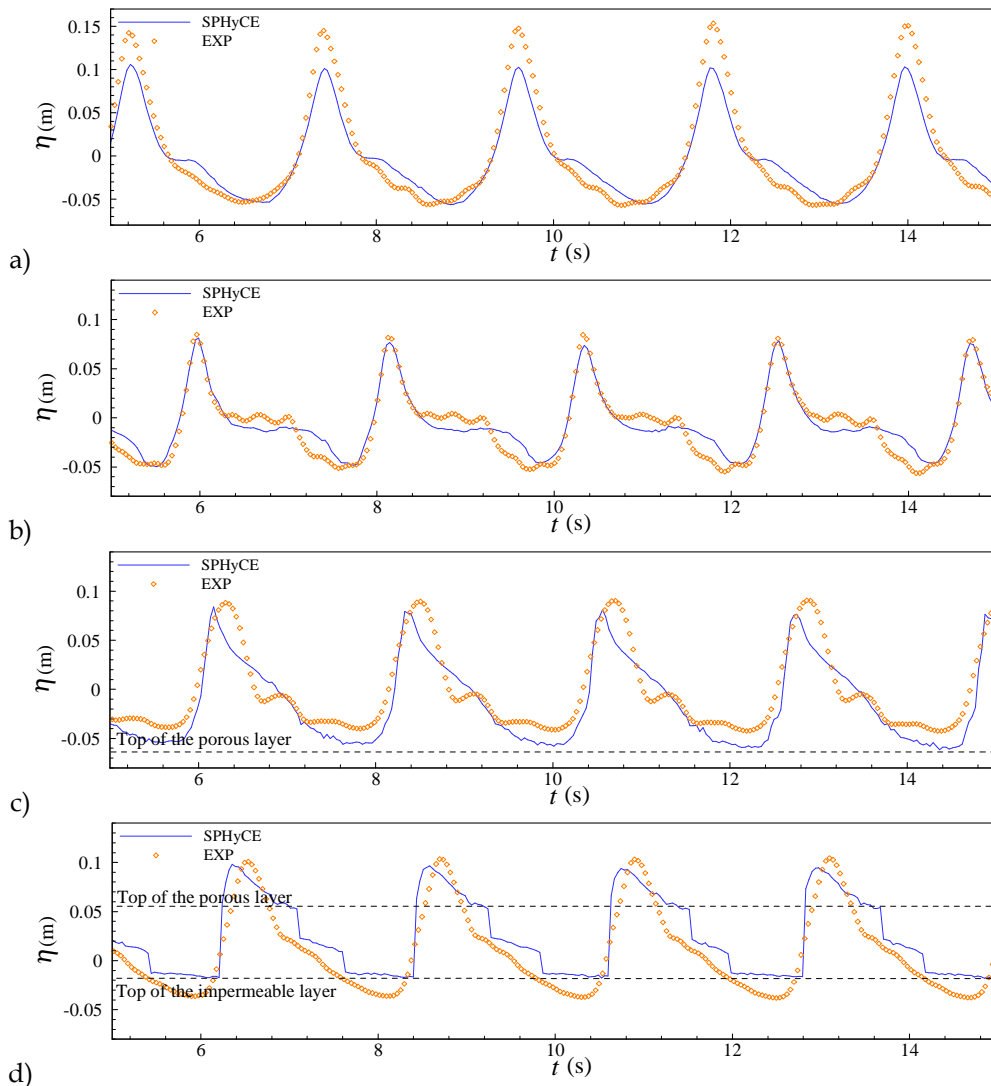 0.15
SPHyCE
EXP
0.1
0.05
η (m)
0
-0.05
6
8
10
12
14
t (s)
a)
SPHyCE
EXP
0.1
0.05
η (m)
0
-0.05
6
8
10
12
14
t (s)
b)
SPHyCE
EXP
0.1
0.05
η (m)
0
-0.05
Top of the porous layer
6
8
10
12
14
t (s)
c)
SPHyCE
EXP
0.1
Top of the porous layer
0.05
η (m)
0
Top of the impermeable layer
-0.05
6
8
10
12
14
t (s)
d)